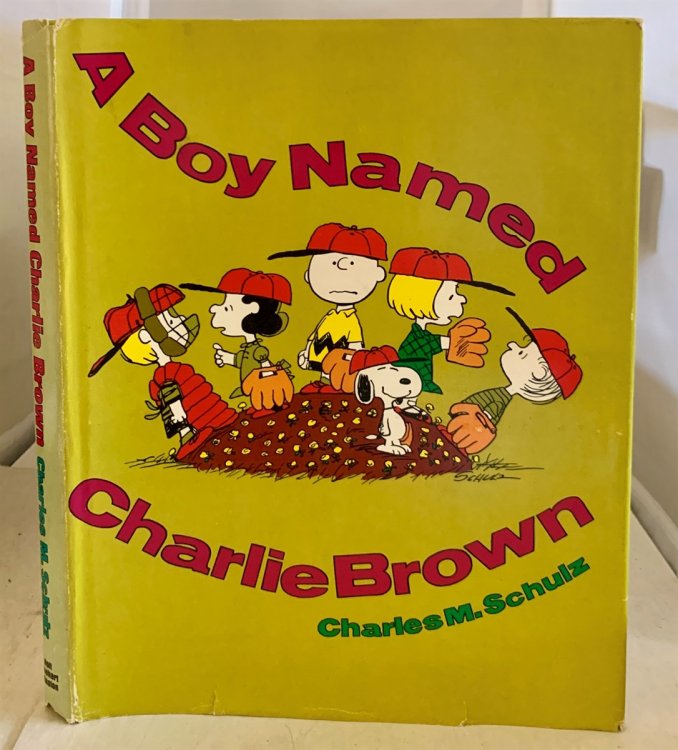 A Boy Named Charlie Brown Charles M. Schulz
A Boy Named
SCHULZ
Charlie Brown
Charles M. Schulz